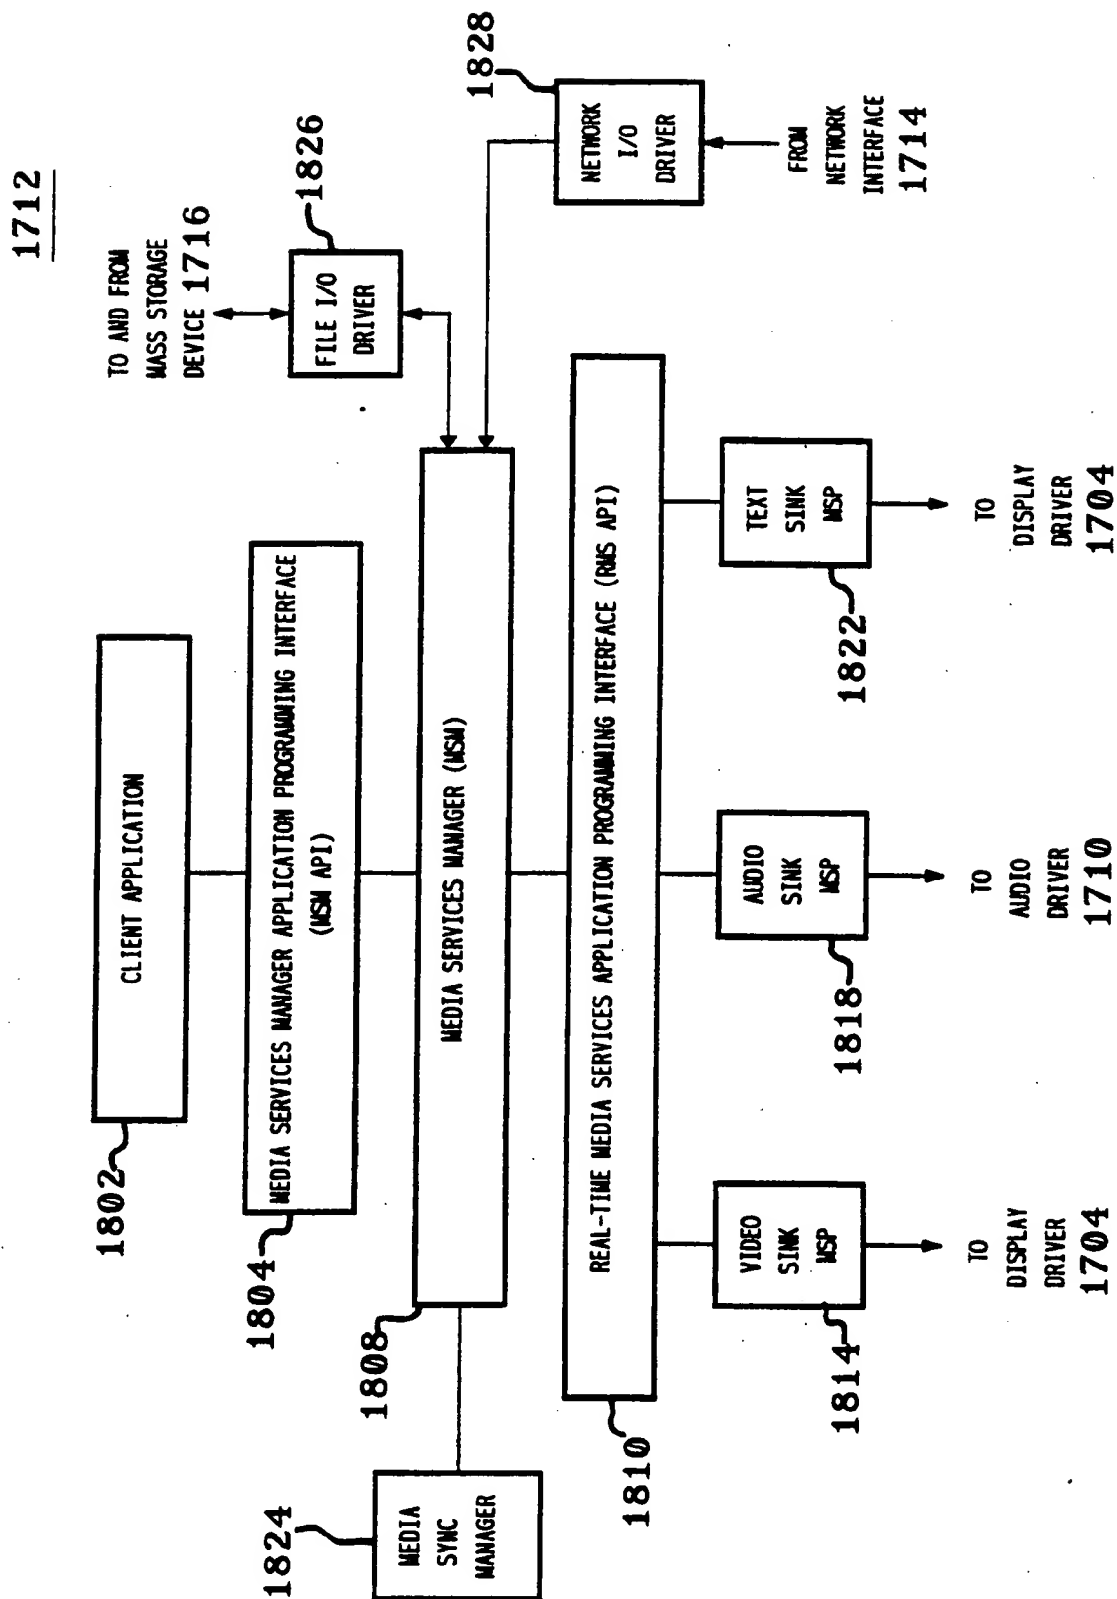 1712
CLIENT APPLICATION
1802
MEDIA SERVICES MANAGER APPLICATION PROGRAMMING INTERFACE
(MSM API)
1804
TO AND FROM
MASS STORAGE
DEVICE 1716
FILE I/O
DRIVER
1826
MEDIA
SYNC
MANAGER
1824
MEDIA SERVICES MANAGER (MSM)
1808
NETWORK
I/O
DRIVER
1828
FROM
NETWORK
INTERFACE
1714
REAL-TIME MEDIA SERVICES APPLICATION PROGRAMMING INTERFACE (RMS API)
1810
VIDEO
SINK
MSP
1814
TO
DISPLAY
DRIVER
1704
AUDIO
SINK
MSP
1818
TO
AUDIO
DRIVER
1710
TEXT
SINK
MSP
1822
TO
DISPLAY
DRIVER
1704